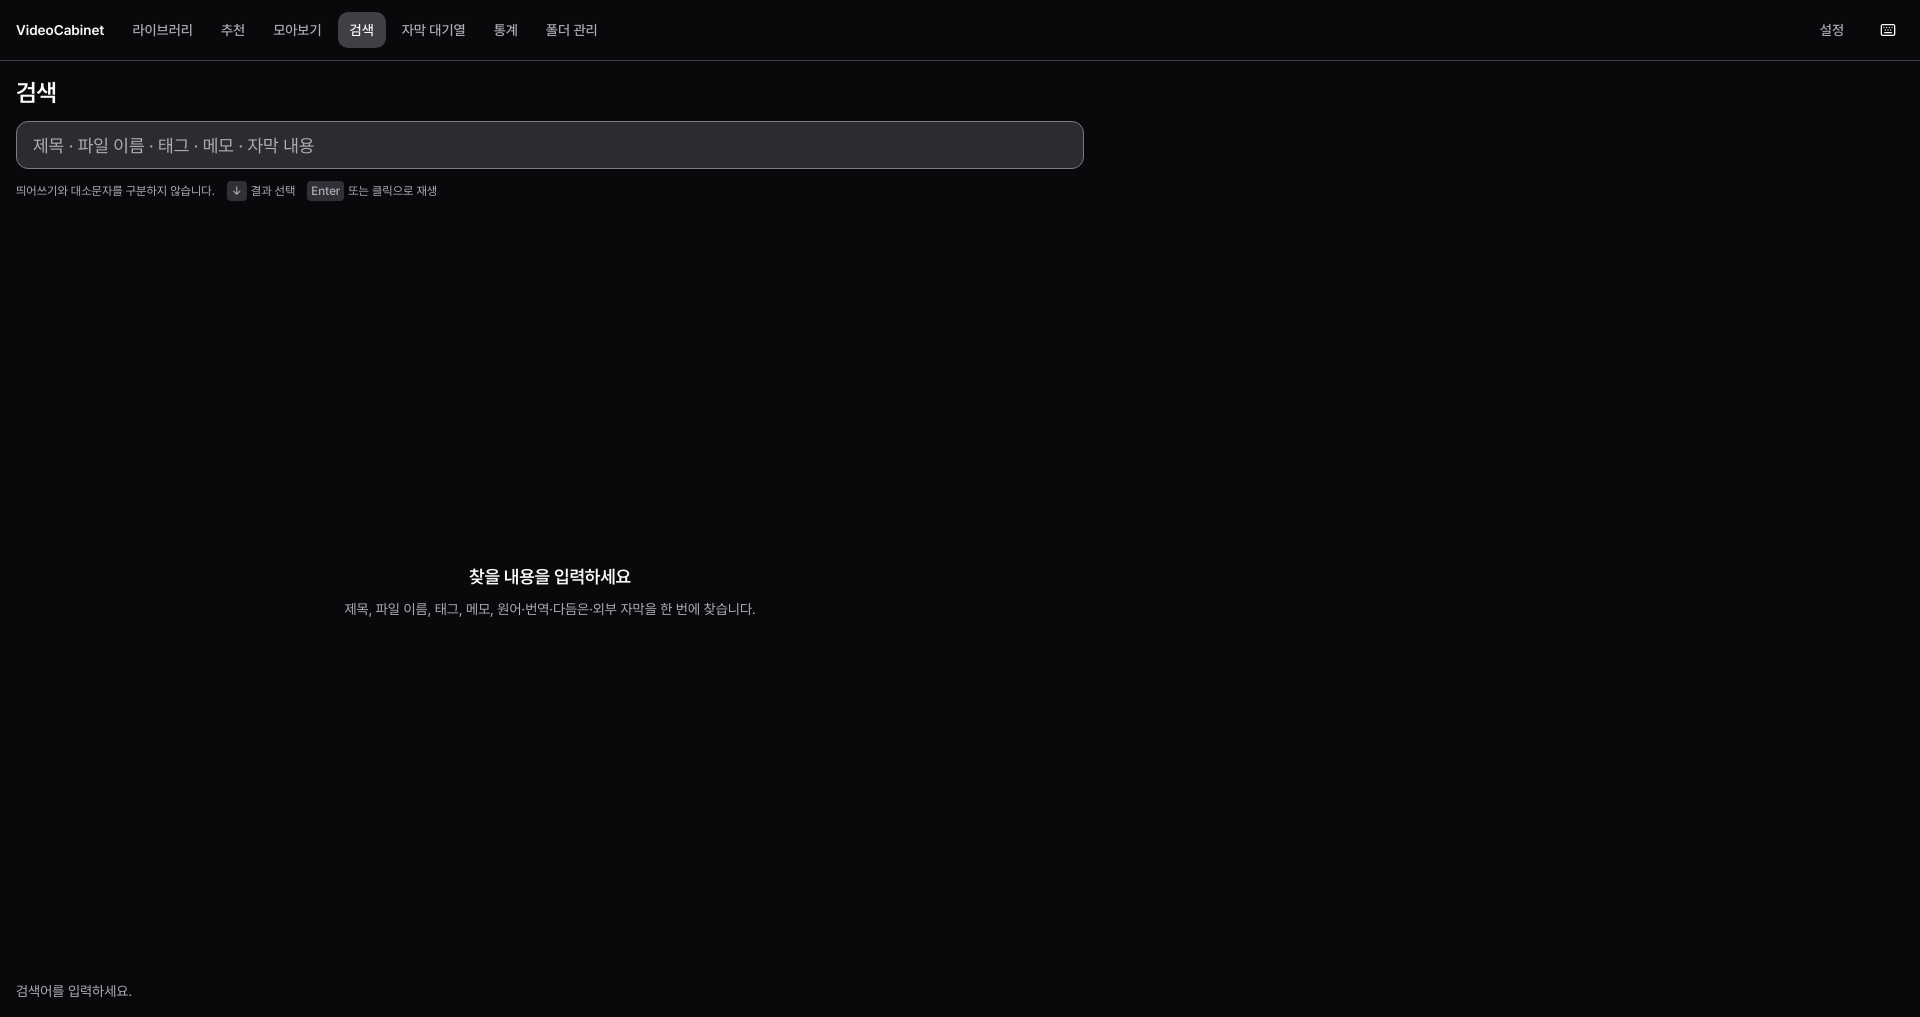 VideoCabinet 라이브러리 추천 모아보기 검색 자막 대기열 통계 폴더 관리 설정
검색
제목 · 파일 이름 · 태그 · 메모 · 자막 내용
띄어쓰기와 대소문자를 구분하지 않습니다. ↓ 결과 선택 Enter 또는 클릭으로 재생
찾을 내용을 입력하세요
제목, 파일 이름, 태그, 메모, 원어·번역·다듬은·외부 자막을 한 번에 찾습니다.
검색어를 입력하세요.